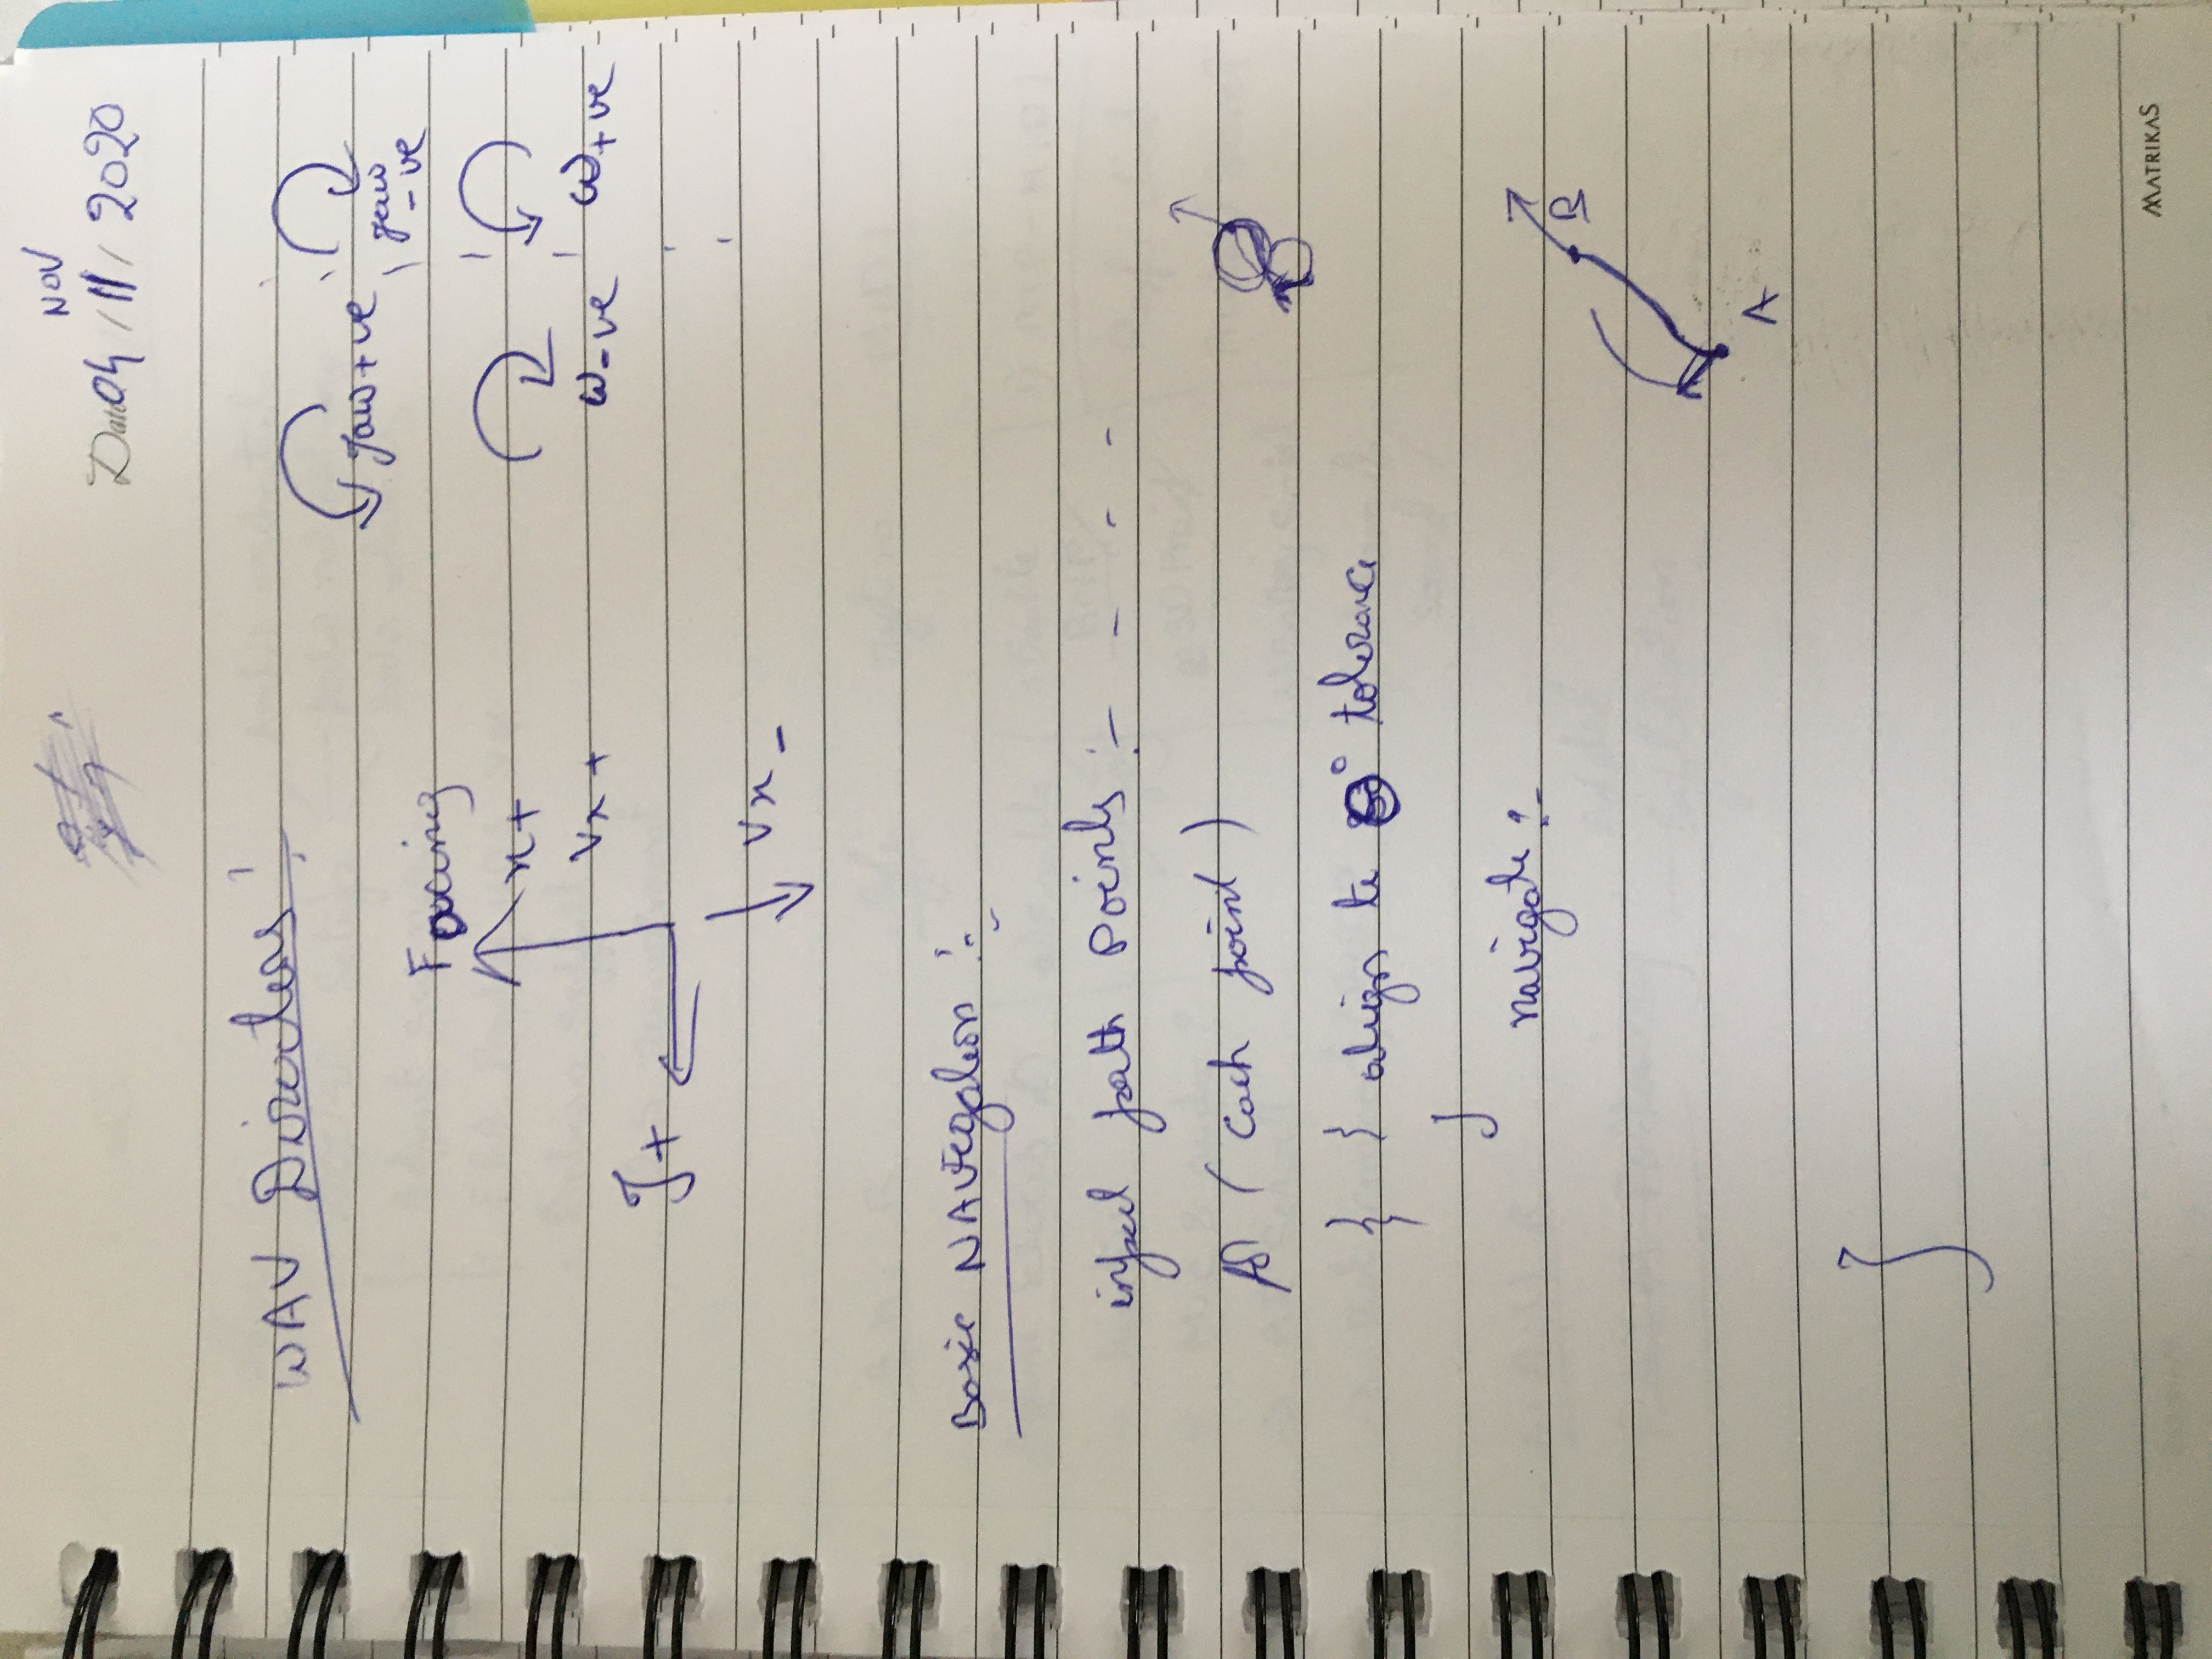 NOV
Date 04/11/2020
WAV Directions:
yaw+ve yaw -ve
Facing
x+
Vx+
ω-ve ω+ve
y+
Vx -
Basic NAVigation :-
input path Points :- - - -
for (each point)
{ { align to ° tolerance
}
navigate :-
B
A
}
MATRIKAS